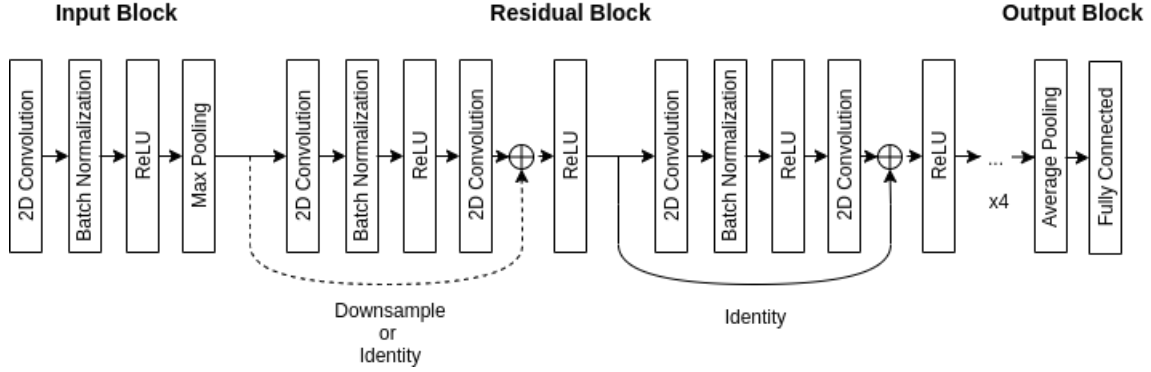 Input Block
Residual Block
Output Block
2D Convolution
Batch Normalization
ReLU
Max Pooling
2D Convolution
Batch Normalization
ReLU
2D Convolution
ReLU
2D Convolution
Batch Normalization
ReLU
2D Convolution
ReLU
...
x4
Average Pooling
Fully Connected
Downsample
or
Identity
Identity